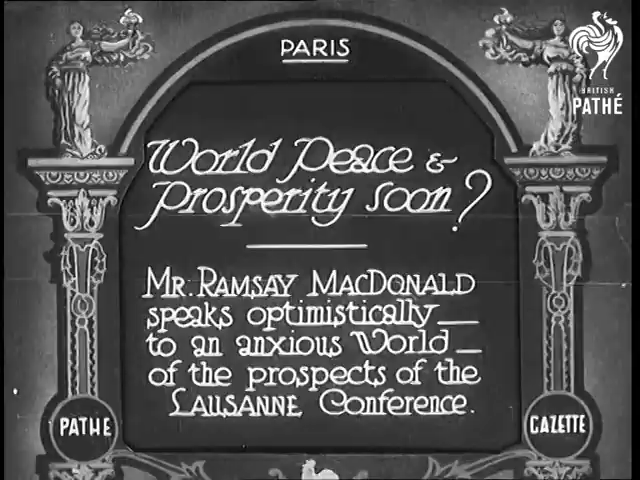 PARIS
World Peace &
Prosperity soon?
MR. RAMSAY MACDONALD
speaks optimistically —
to an anxious World —
of the prospects of the
LAUSANNE Conference.
PATHE
GAZETTE
BRITISH
PATHÉ